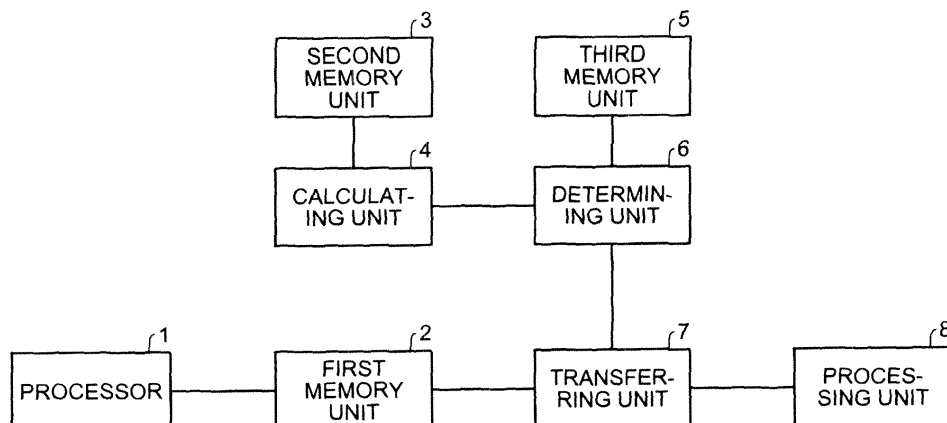 3
SECOND
MEMORY
UNIT
5
THIRD
MEMORY
UNIT
4
CALCULAT-
ING UNIT
6
DETERMIN-
ING UNIT
1
PROCESSOR
2
FIRST
MEMORY
UNIT
7
TRANSFER-
RING UNIT
8
PROCES-
SING UNIT